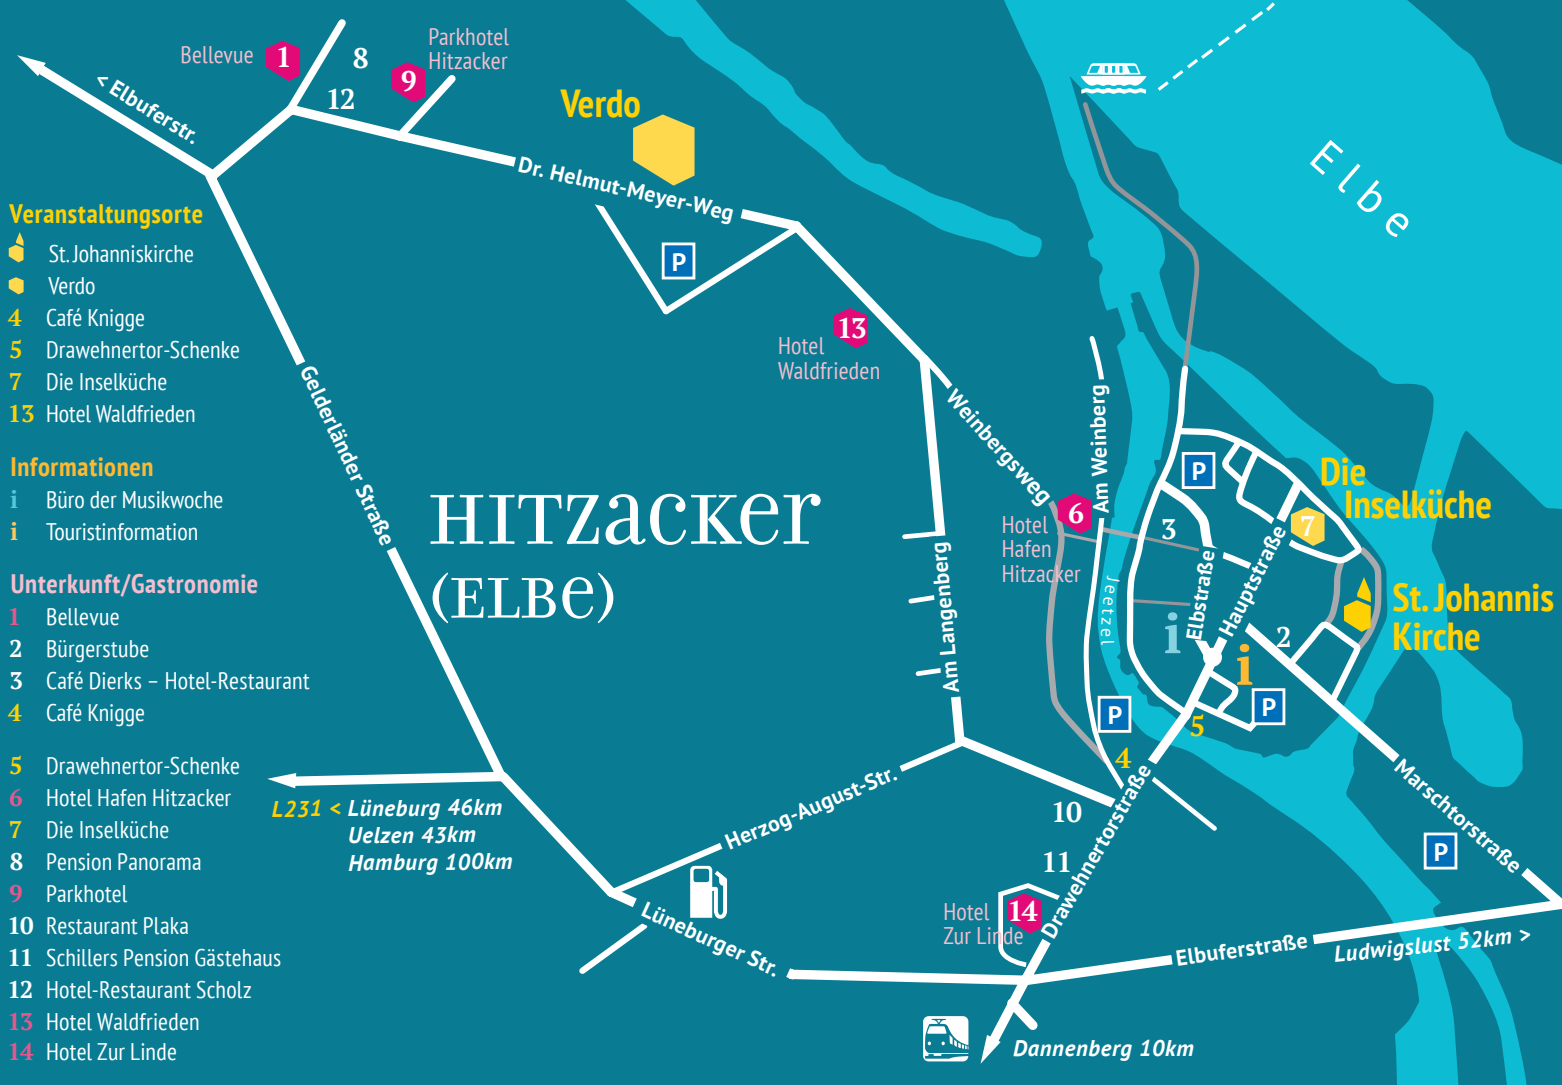 Bellevue
1
8
12
9
Parkhotel
Hitzacker
< Elbuferstr.
Verdo
Dr. Helmut-Meyer-Weg
P
Elbe
Veranstaltungsorte
St. Johanniskirche
Verdo
4 Café Knigge
5 Drawehnertor-Schenke
7 Die Inselküche
13 Hotel Waldfrieden
Informationen
i Büro der Musikwoche
i Touristinformation
Unterkunft/Gastronomie
1 Bellevue
2 Bürgerstube
3 Café Dierks – Hotel-Restaurant
4 Café Knigge
5 Drawehnertor-Schenke
6 Hotel Hafen Hitzacker
7 Die Inselküche
8 Pension Panorama
9 Parkhotel
10 Restaurant Plaka
11 Schillers Pension Gästehaus
12 Hotel-Restaurant Scholz
13 Hotel Waldfrieden
14 Hotel Zur Linde
Gelderländer Straße
HITZacKer
(ELBe)
13
Hotel
Waldfrieden
Weinbergsweg
Am Weinberg
6
Hotel
Hafen
Hitzacker
Jeetzel
Am Langenberg
P
3
Elbstraße
Hauptstraße
7
Die
Inselküche
St. Johannis
Kirche
i
i
2
P
P
5
4
Marschtorstraße
P
L231 < Lüneburg 46km
Uelzen 43km
Hamburg 100km
Herzog-August-Str.
10
11
Drawehnertorstraße
Hotel
Zur Linde
14
Lüneburger Str.
Elbuferstraße
Ludwigslust 52km >
Dannenberg 10km